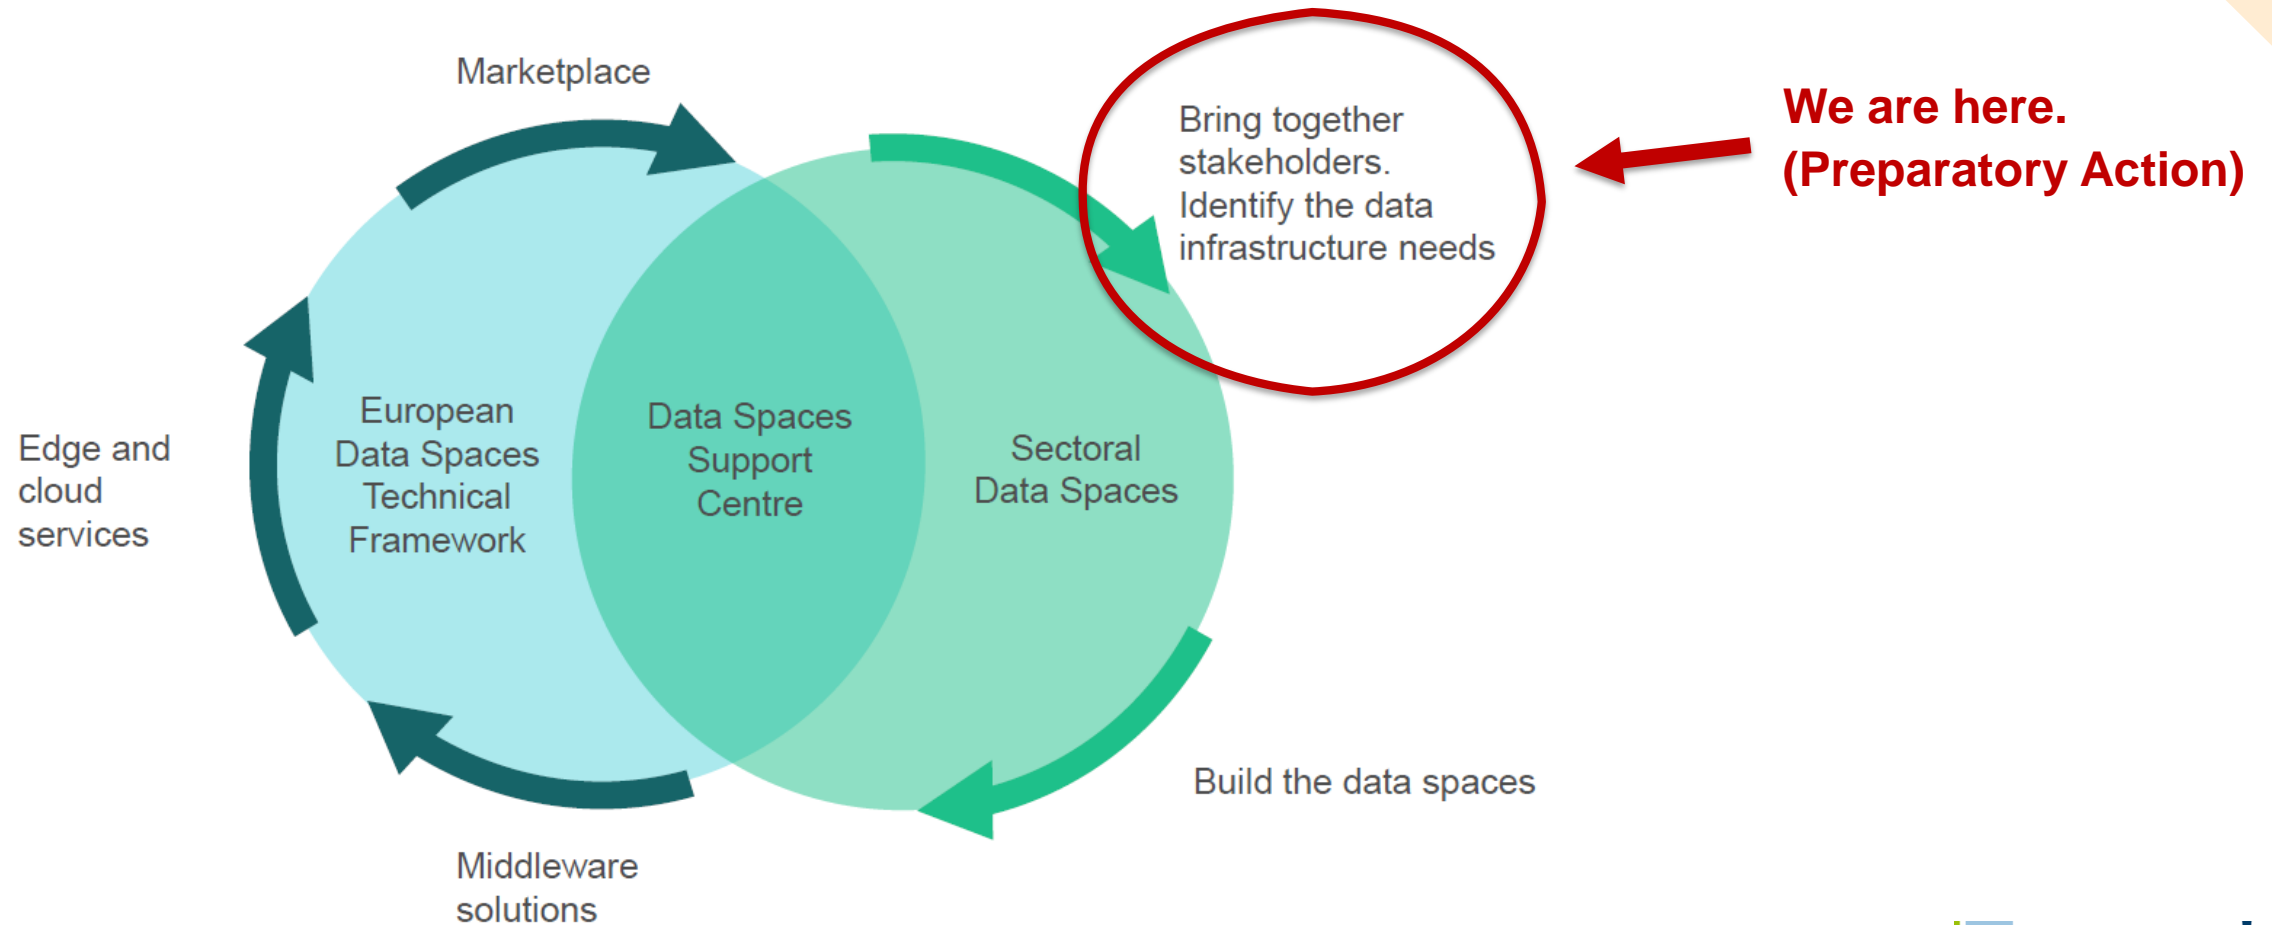 Marketplace
Bring together
stakeholders.
Identify the data
infrastructure needs
We are here.
(Preparatory Action)
Edge and
cloud
services
European
Data Spaces
Technical
Framework
Data Spaces
Support
Centre
Sectoral
Data Spaces
Build the data spaces
Middleware
solutions